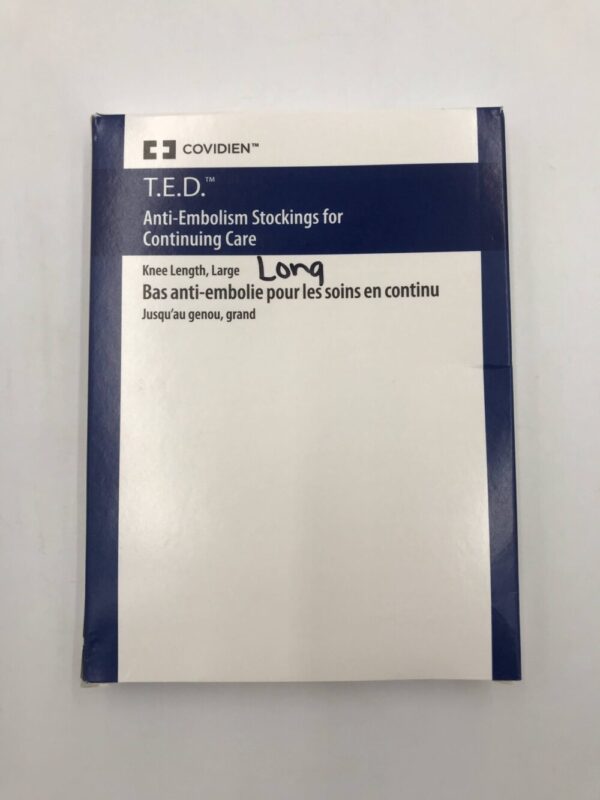 COVIDIEN™
T.E.D.™
Anti-Embolism Stockings for
Continuing Care
Knee Length, Large Long
Bas anti-embolie pour les soins en continu
Jusqu'au genou, grand